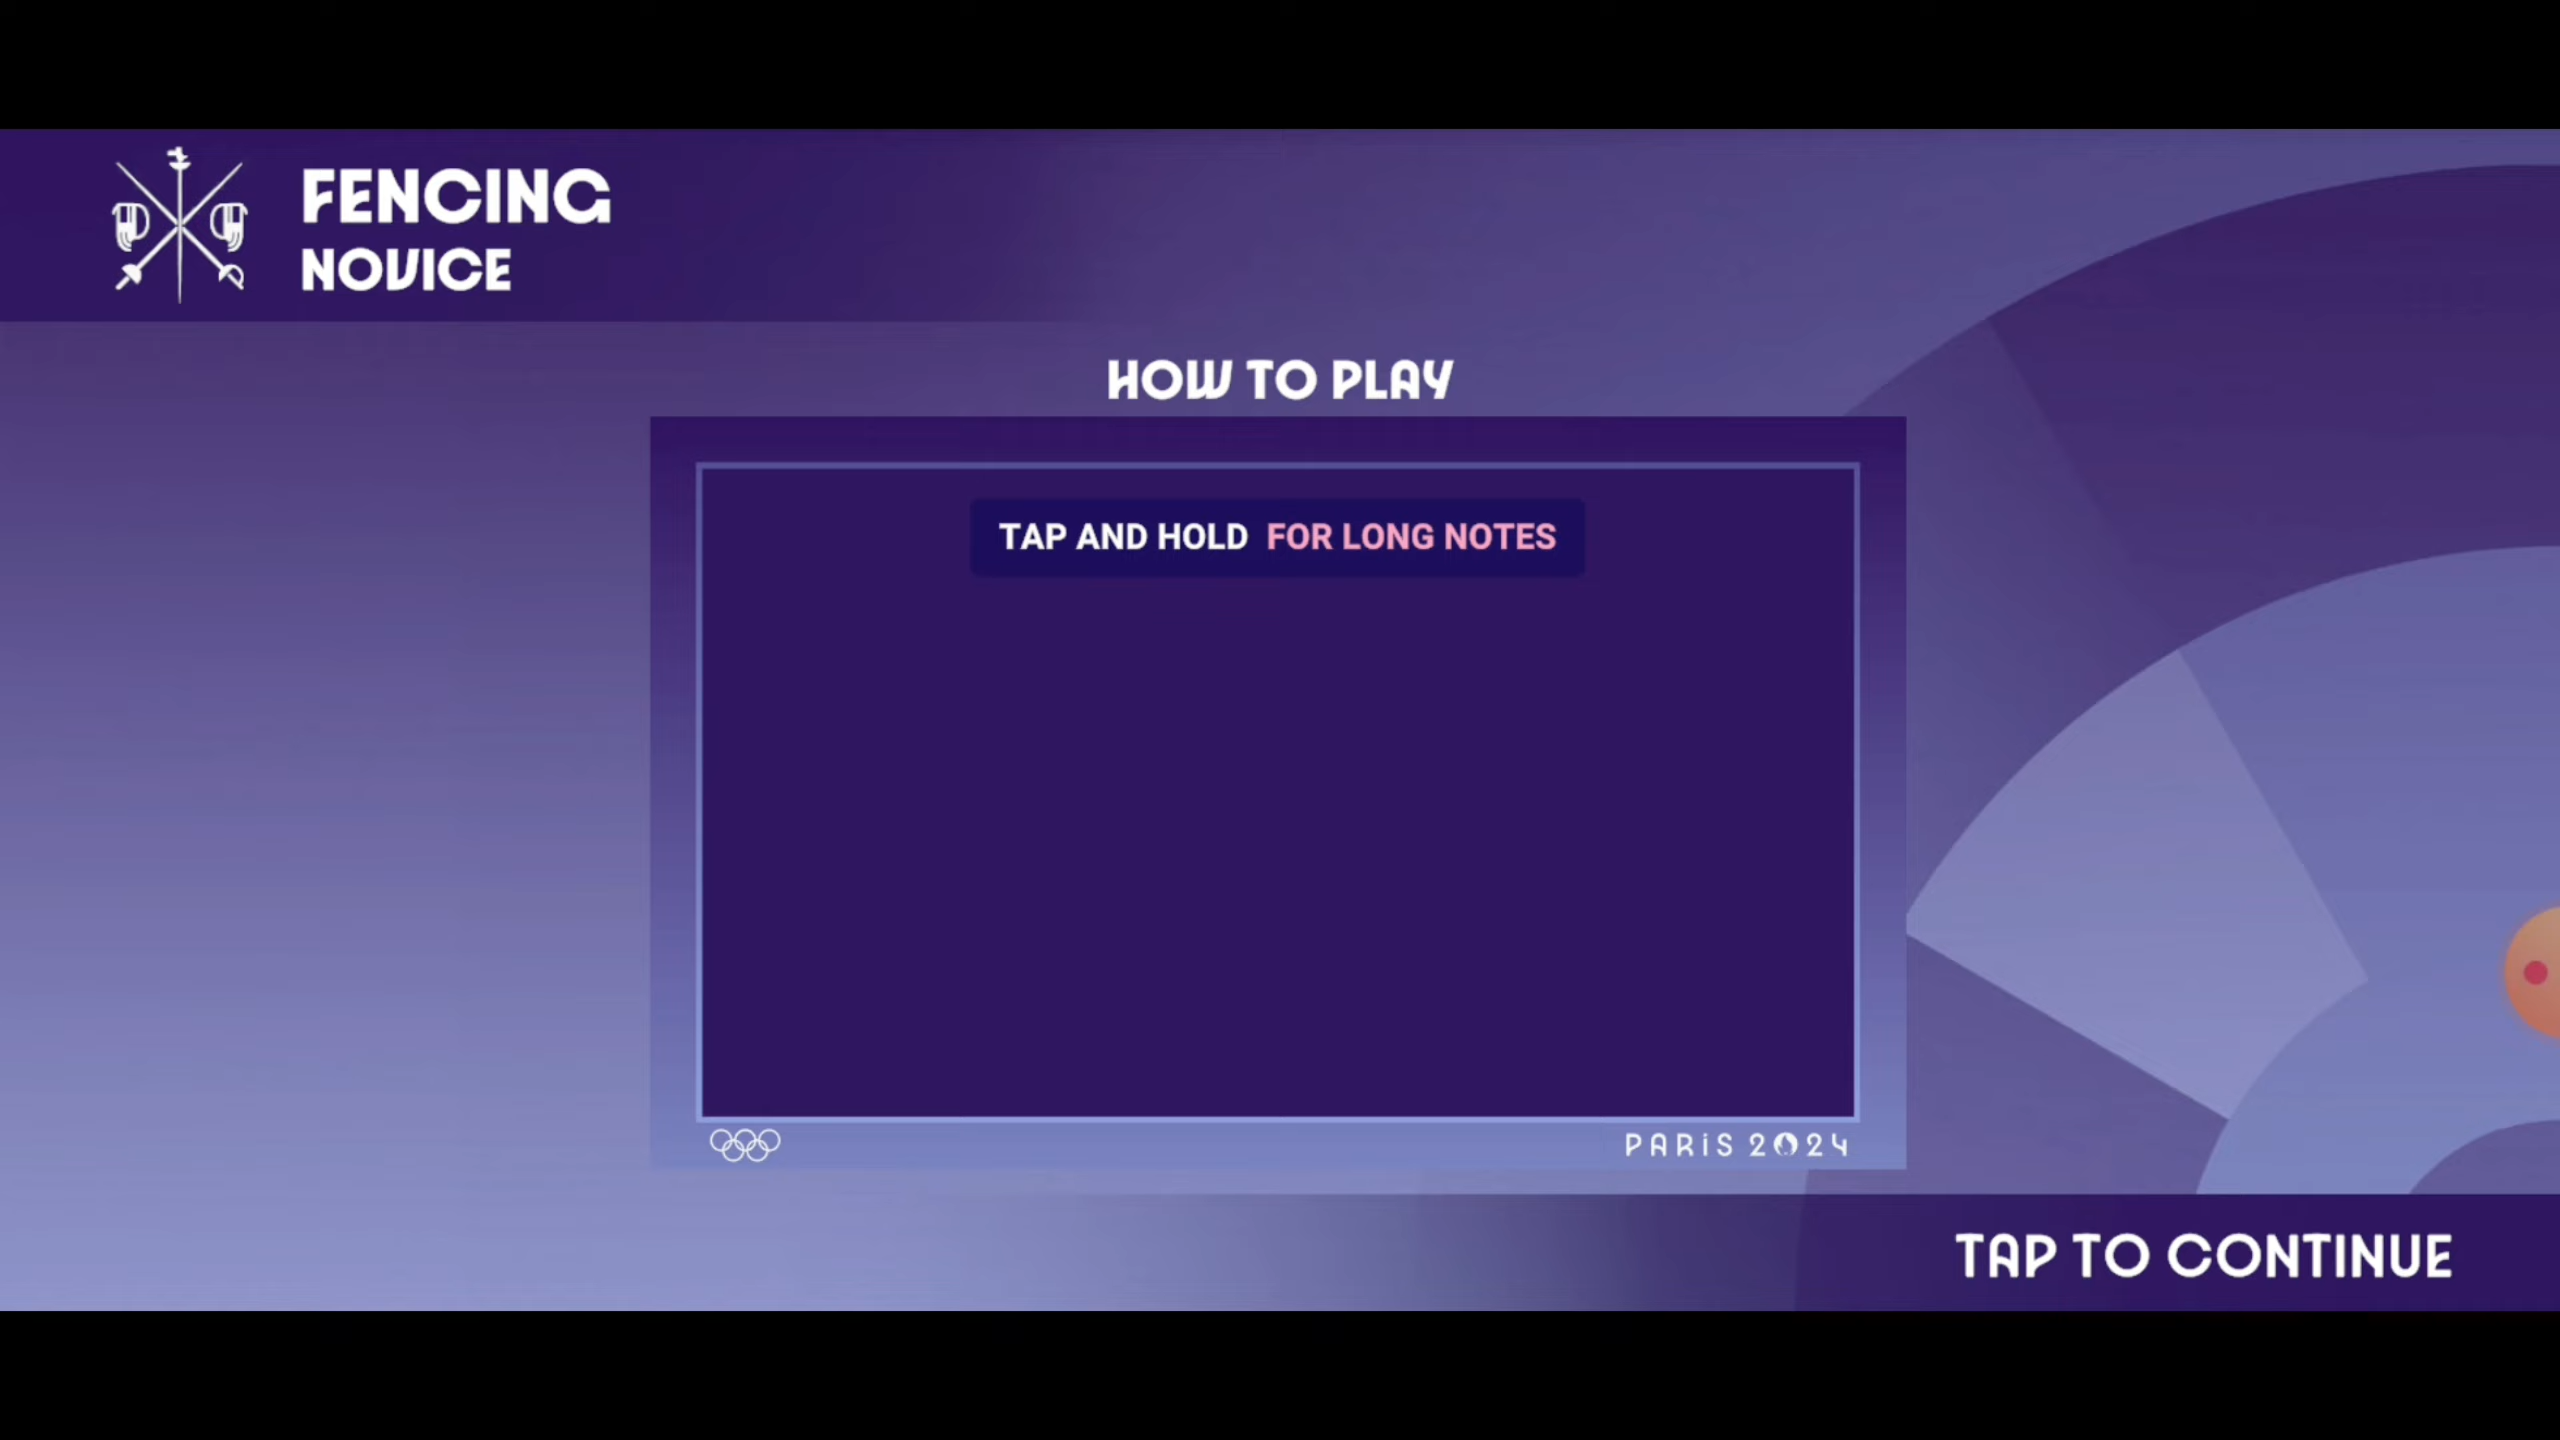 FENCING
NOVICE
HOW TO PLAY
TAP AND HOLD FOR LONG NOTES
PARIS 2024
TAP TO CONTINUE